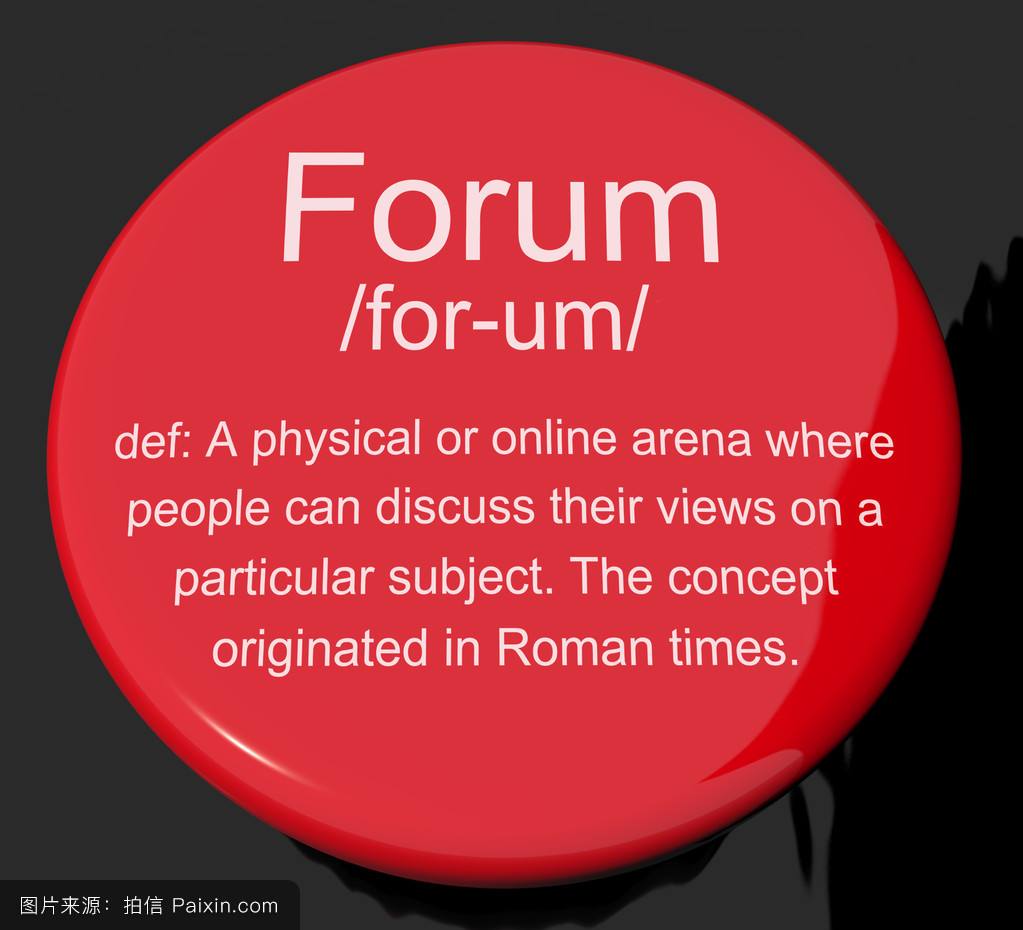 Forum
/for-um/
def: A physical or online arena where
people can discuss their views on a
particular subject. The concept
originated in Roman times.
图片来源：拍信 Paixin.com